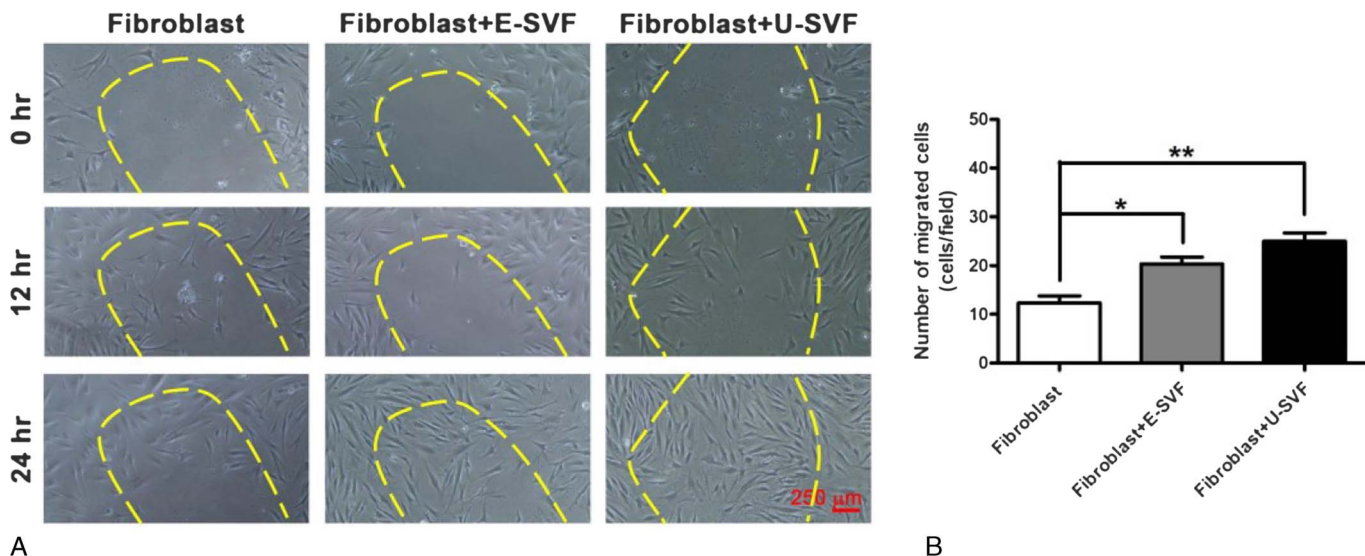 Fibroblast
Fibroblast+E-SVF
Fibroblast+U-SVF
0 hr
12 hr
24 hr
250 μm
A
Number of migrated cells
(cells/field)
50
40
30
20
10
0
**
*
Fibroblast
Fibroblast+E-SVF
Fibroblast+U-SVF
B